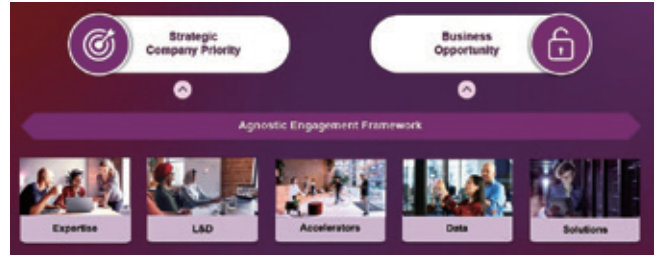 Strategic
Company Priority
Business
Opportunity
Agnostic Engagement Framework
Expertise
L&D
Accelerators
Data
Solutions